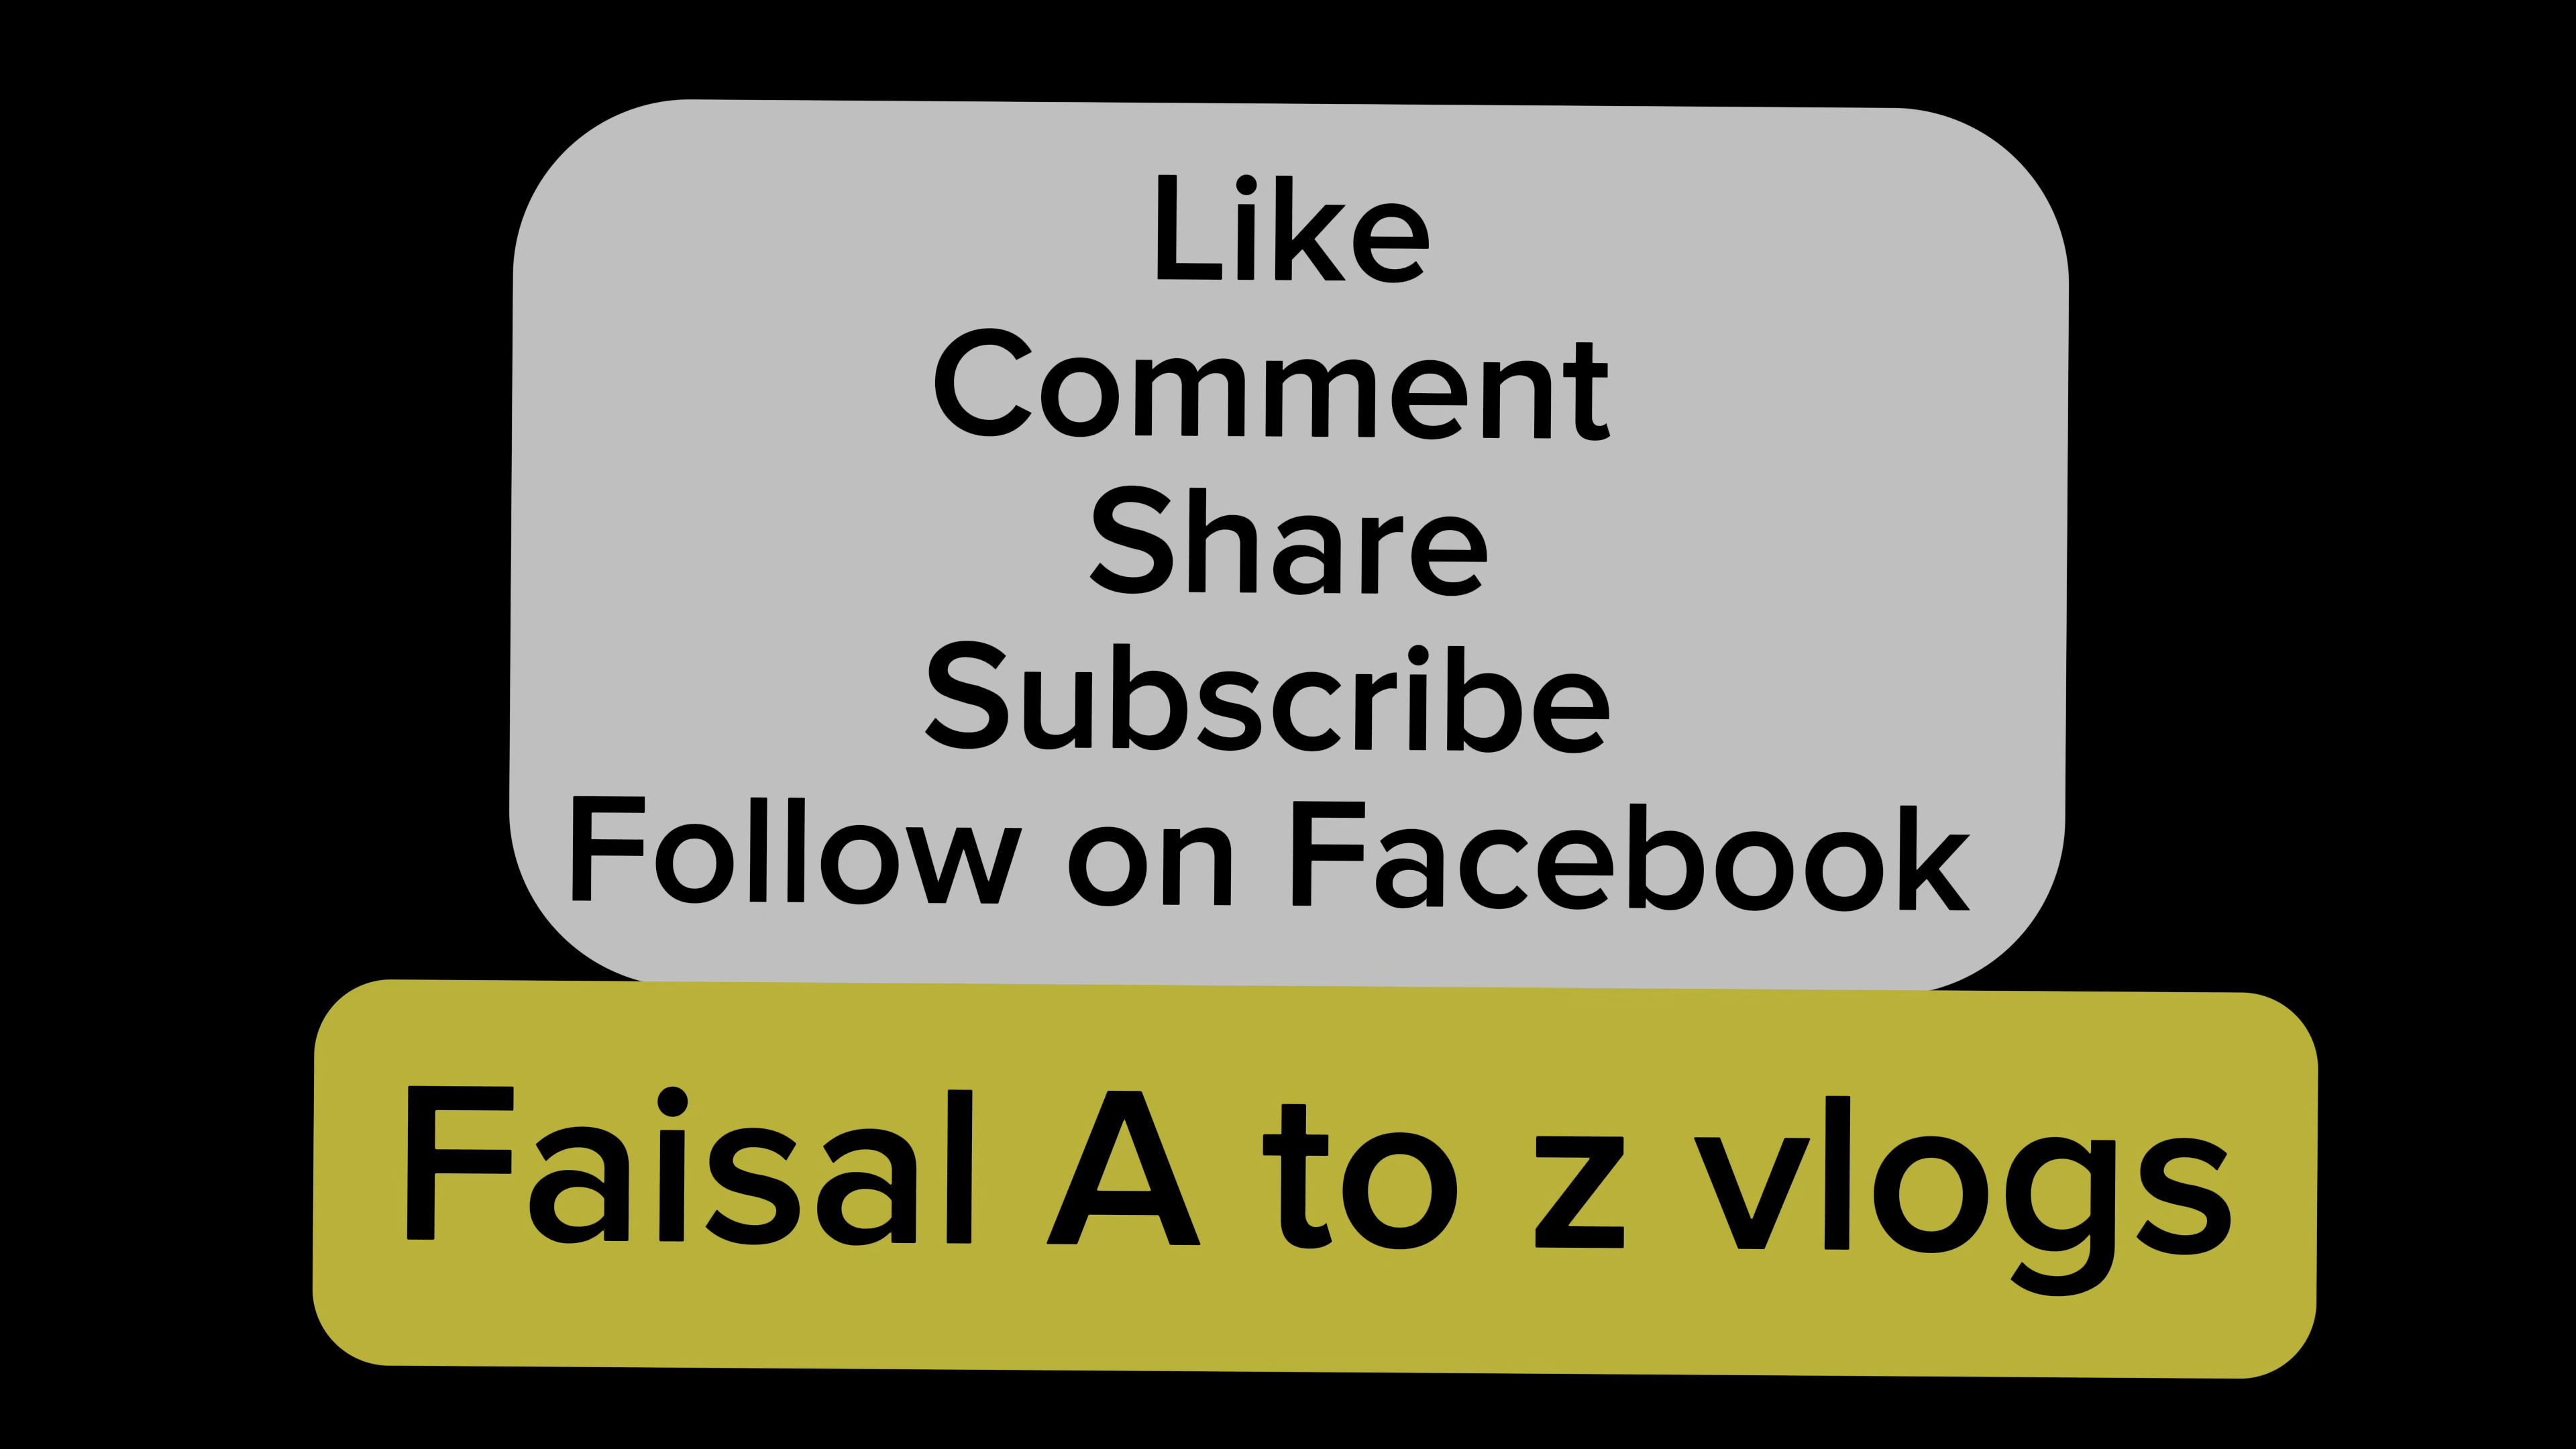 Like
Comment
Share
Subscribe
Follow on Facebook
Faisal A to z vlogs